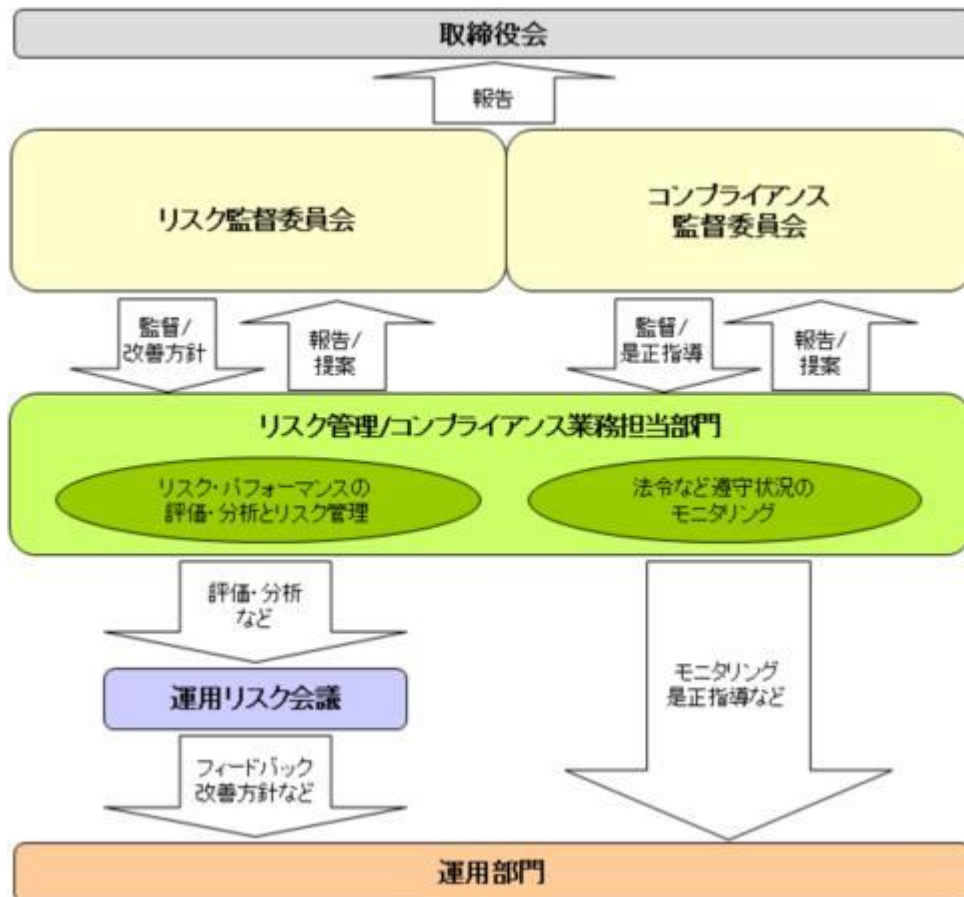 取締役会
報告
リスク監督委員会
コンプライアンス
監督委員会
監督/
改善方針
報告/
提案
監督/
是正指導
報告/
提案
リスク管理/コンプライアンス業務担当部門
リスク・パフォーマンスの
評価・分析とリスク管理
法令など遵守状況の
モニタリング
評価・分析
など
運用リスク会議
モニタリング
是正指導など
フィードバック
改善方針など
運用部門